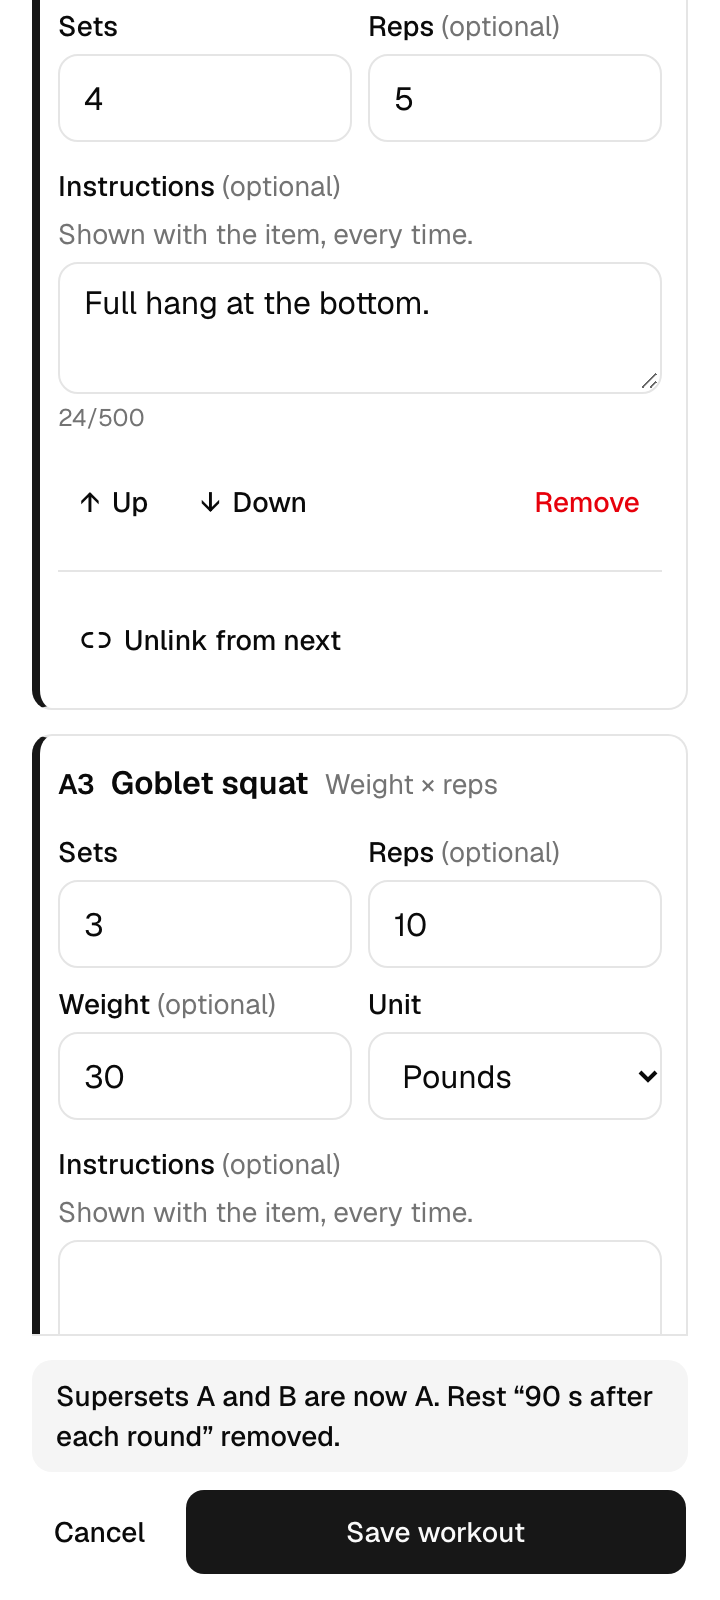 Sets Reps (optional)
4 5
Instructions (optional)
Shown with the item, every time.
Full hang at the bottom.
24/500
↑ Up ↓ Down Remove
Unlink from next
A3 Goblet squat Weight × reps
Sets Reps (optional)
3 10
Weight (optional) Unit
30 Pounds
Instructions (optional)
Shown with the item, every time.
Supersets A and B are now A. Rest “90 s after
each round” removed.
Cancel Save workout